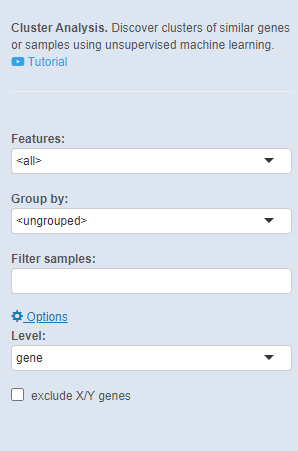 Cluster Analysis. Discover clusters of similar genes
or samples using unsupervised machine learning.
Tutorial
Features:
<all>
Group by:
<ungrouped>
Filter samples:
Options
Level:
gene
exclude X/Y genes